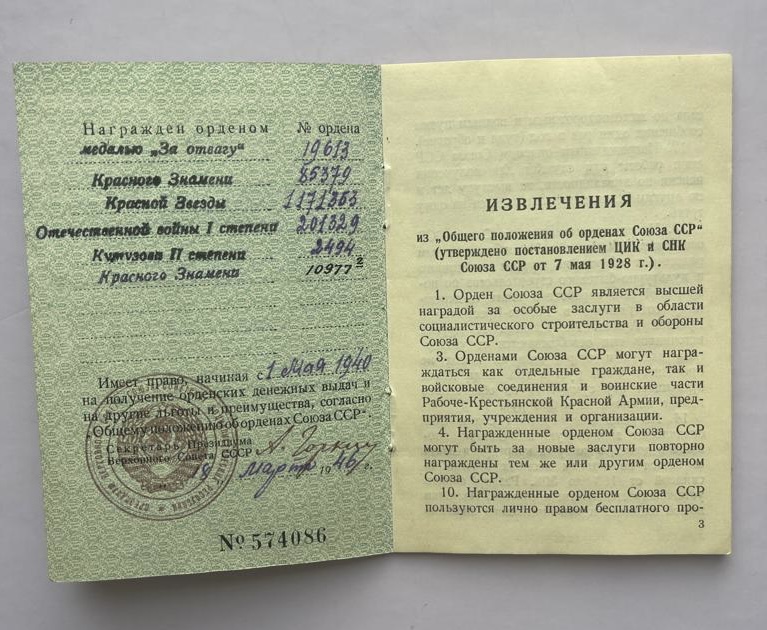 Награжден орденом № ордена
медалью „За отвагу“ 19613
Красного Знамени 85379
Красной Звезды 1171353
Отечественной войны I степени 201329
Кутузова II степени 2494
Красного Знамени 10977 2
Имеет право, начиная с 1 Мая 1940
на получение орденских денежных выдач и
на другие льготы и преимущества, согласно
„Общему положению об орденах Союза ССР“.
Секретарь Президиума
Верховного Совета СССР А. Горкин
8 марта 1946 г.
№ 574086
ИЗВЛЕЧЕНИЯ
из „Общего положения об орденах Союза ССР“
(утверждено постановлением ЦИК и СНК
Союза ССР от 7 мая 1928 г.).
1. Орден Союза ССР является высшей
наградой за особые заслуги в области
социалистического строительства и обороны
Союза ССР.
3. Орденами Союза ССР могут награ-
ждаться как отдельные граждане, так и
войсковые соединения и воинские части
Рабоче-Крестьянской Красной Армии, пред-
приятия, учреждения и организации.
4. Награжденные орденом Союза ССР
могут быть за новые заслуги повторно
награждены тем же или другим орденом
Союза ССР.
10. Награжденные орденом Союза ССР
пользуются лично правом бесплатного про-
3